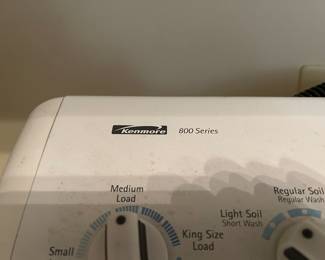 Kenmore 800 Series
Medium
Load
Small
King Size
Load
Light Soil
Short Wash
Regular Soil
Regular Wash